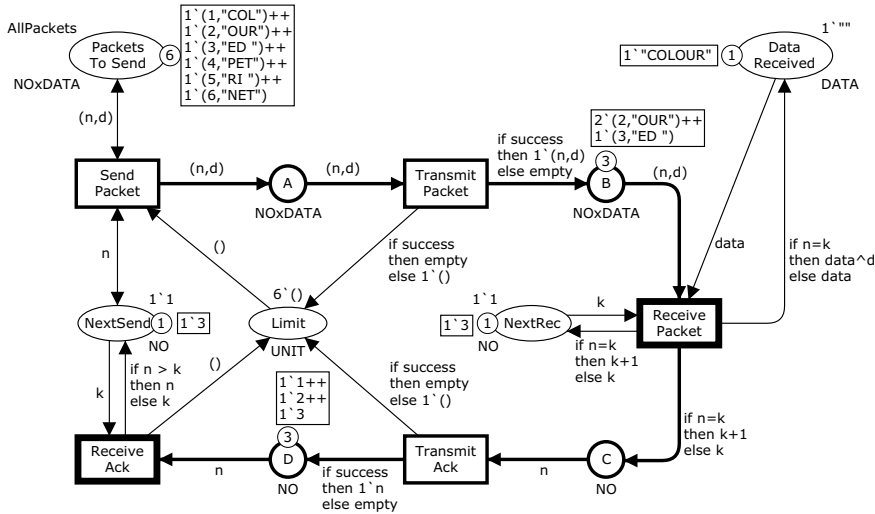 AllPackets
Packets
To Send
6
NOxDATA
1`(1,"COL")++
1`(2,"OUR")++
1`(3,"ED ")++
1`(4,"PET")++
1`(5,"RI ")++
1`(6,"NET")
1`""
1`"COLOUR"
1
Data
Received
DATA
(n,d)
2`(2,"OUR")++
1`(3,"ED ")
3
Send
Packet
(n,d)
A
NOxDATA
(n,d)
Transmit
Packet
if success
then 1`(n,d)
else empty
B
NOxDATA
(n,d)
n
()
if success
then empty
else 1`()
data
if n=k
then data^d
else data
1`1
NextSend
1
1`3
NO
6`()
Limit
UNIT
1`1
1`3
1
NextRec
NO
k
if n=k
then k+1
else k
Receive
Packet
k
if n > k
then n
else k
()
if success
then empty
else 1`()
1`1++
1`2++
1`3
3
if n=k
then k+1
else k
Receive
Ack
n
D
NO
if success
then 1`n
else empty
Transmit
Ack
n
C
NO